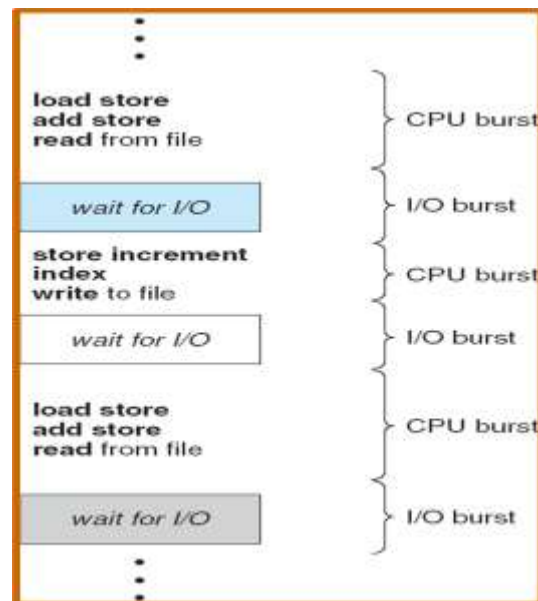 load store
add store
read from file
CPU burst
wait for I/O
I/O burst
store increment
index
write to file
CPU burst
wait for I/O
I/O burst
load store
add store
read from file
CPU burst
wait for I/O
I/O burst